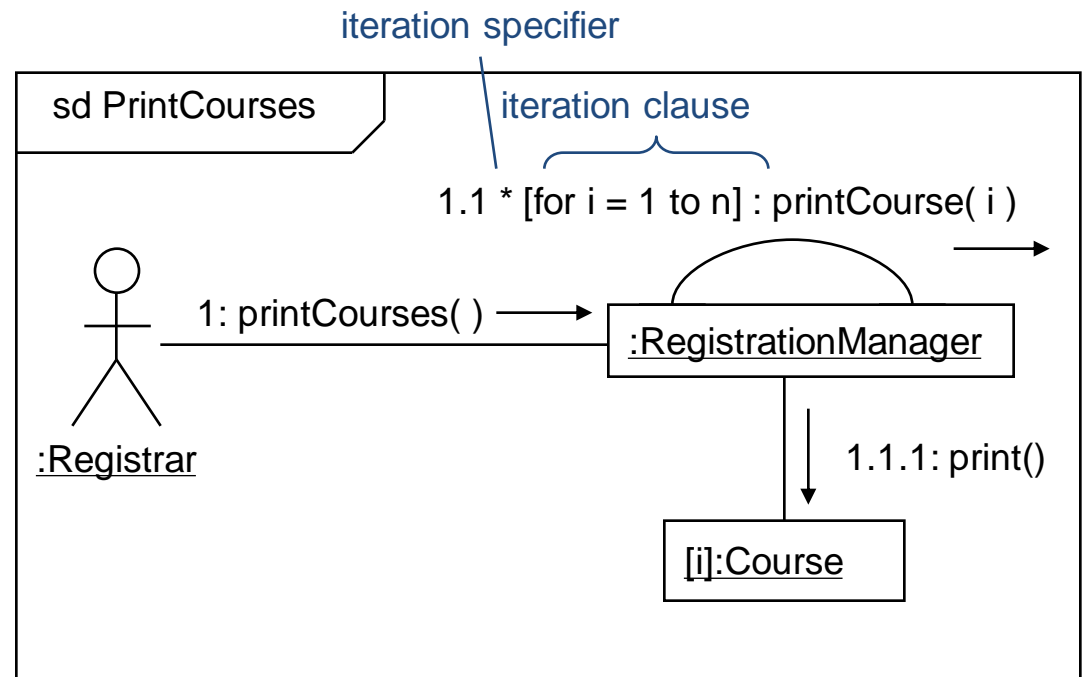 iteration specifier
sd PrintCourses
iteration clause
1.1 * [for i = 1 to n] : printCourse( i )
1: printCourses( )
:RegistrationManager
:Registrar
1.1.1: print()
[i]:Course